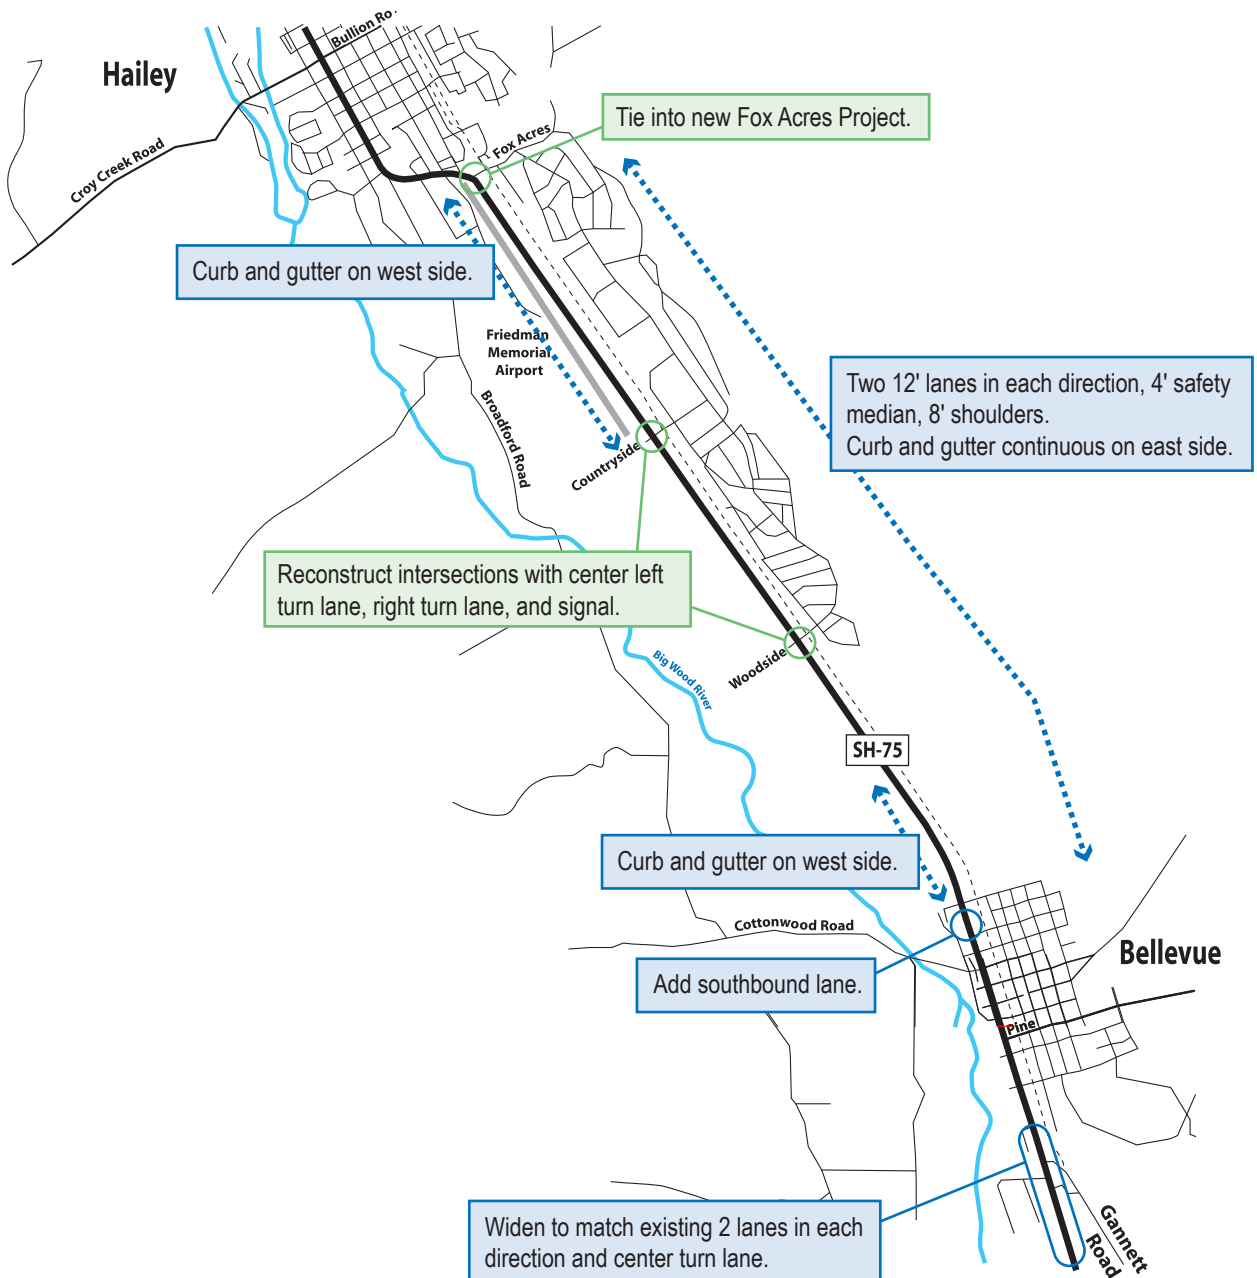 Bullion Ro
Hailey
Tie into new Fox Acres Project.
Fox Acres
Croy Creek Road
Curb and gutter on west side.
Friedman
Memorial
Airport
Two 12' lanes in each direction, 4' safety
median, 8' shoulders.
Curb and gutter continuous on east side.
Broadford Road
Countryside
Reconstruct intersections with center left
turn lane, right turn lane, and signal.
Woodside
Big Wood River
SH-75
Curb and gutter on west side.
Cottonwood Road
Bellevue
Add southbound lane.
Pine
Widen to match existing 2 lanes in each
direction and center turn lane.
Gannett
Road